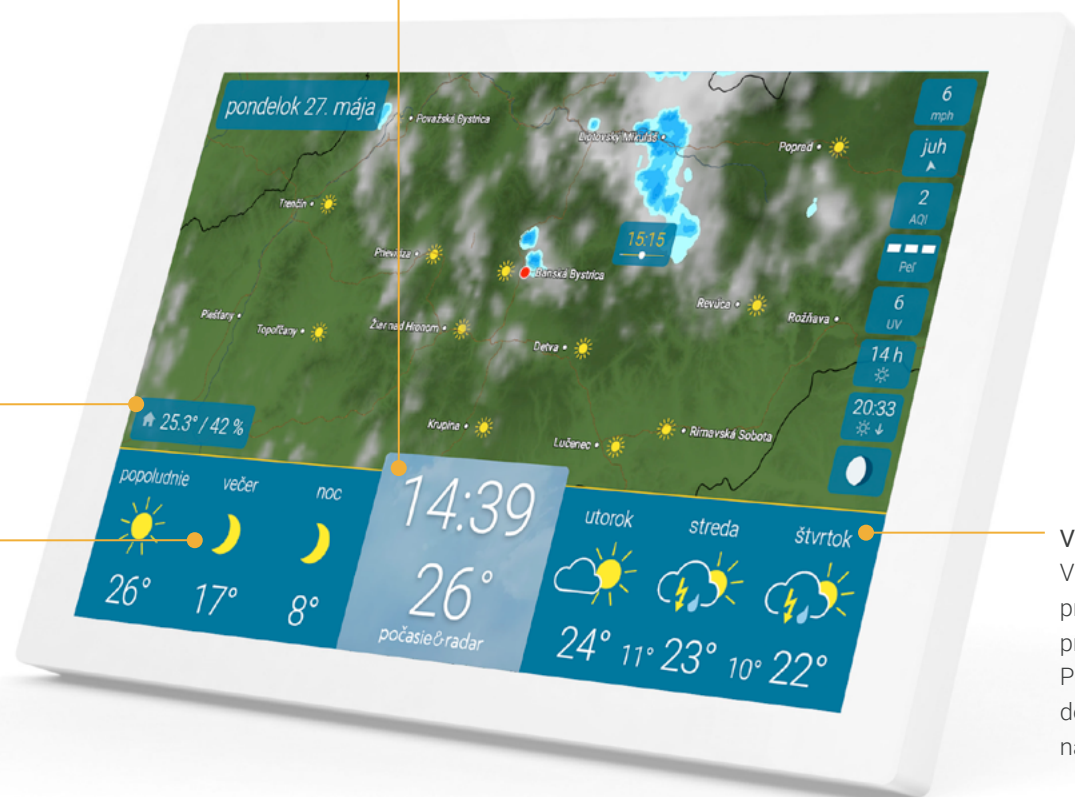 pondelok 27. mája
Považská Bystrica
Liptovský Mikuláš
Poprad
6
mph
juh
2
AQI
Peľ
6
UV
14 h
20:33
Trenčín
15:15
Prievidza
Banská Bystrica
Revúca
Rožňava
Piešťany
Topoľčany
Žiar nad Hronom
Detva
25.3° / 42 %
Krupina
Lučenec
Rimavská Sobota
popoludnie
večer
noc
26°
17°
8°
14:39
26°
počasie&radar
utorok
streda
štvrtok
24°
11°
23°
10°
22°